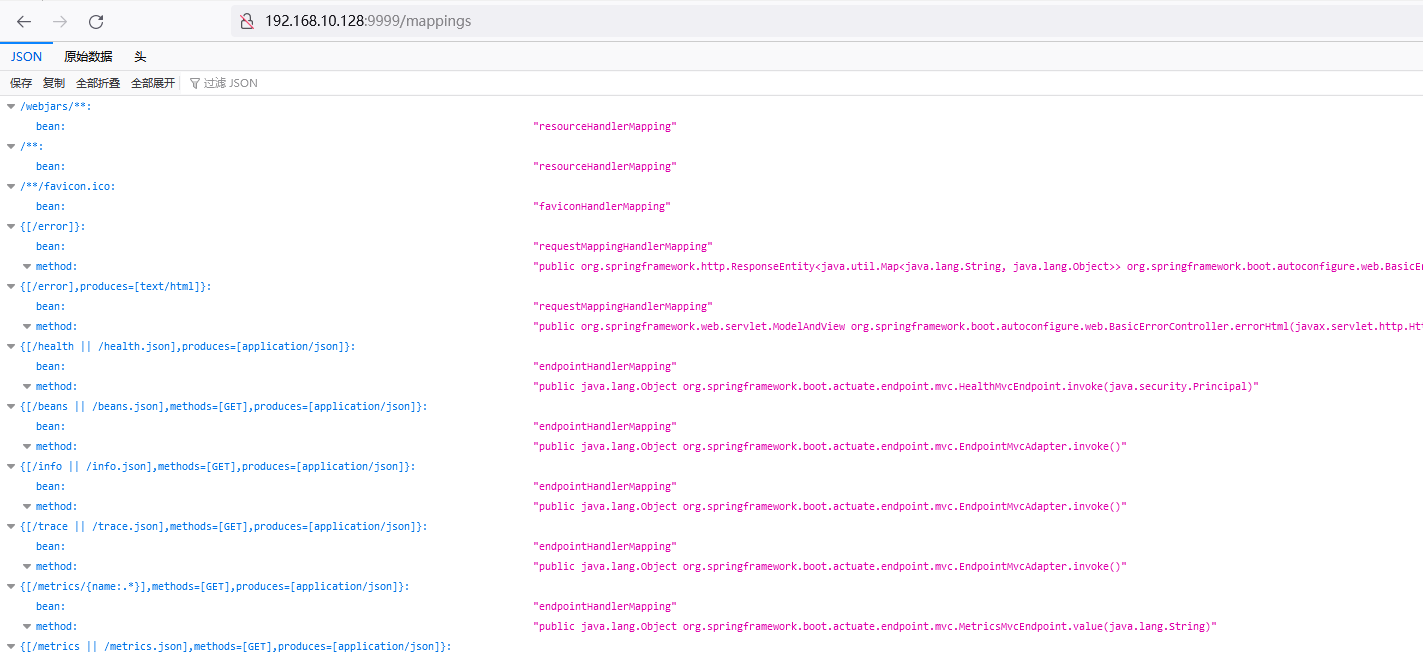 192.168.10.128:9999/mappings
JSON 原始数据 头
保存 复制 全部折叠 全部展开 过滤 JSON
/webjars/**:
bean: "resourceHandlerMapping"
/**:
bean: "resourceHandlerMapping"
/**/favicon.ico:
bean: "faviconHandlerMapping"
{[/error]}:
bean: "requestMappingHandlerMapping"
method: "public org.springframework.http.ResponseEntity<java.util.Map<java.lang.String, java.lang.Object>> org.springframework.boot.autoconfigure.web.BasicEr
{[/error],produces=[text/html]}:
bean: "requestMappingHandlerMapping"
method: "public org.springframework.web.servlet.ModelAndView org.springframework.boot.autoconfigure.web.BasicErrorController.errorHtml(javax.servlet.http.Htt
{[/health || /health.json],produces=[application/json]}:
bean: "endpointHandlerMapping"
method: "public java.lang.Object org.springframework.boot.actuate.endpoint.mvc.HealthMvcEndpoint.invoke(java.security.Principal)"
{[/beans || /beans.json],methods=[GET],produces=[application/json]}:
bean: "endpointHandlerMapping"
method: "public java.lang.Object org.springframework.boot.actuate.endpoint.mvc.EndpointMvcAdapter.invoke()"
{[/info || /info.json],methods=[GET],produces=[application/json]}:
bean: "endpointHandlerMapping"
method: "public java.lang.Object org.springframework.boot.actuate.endpoint.mvc.EndpointMvcAdapter.invoke()"
{[/trace || /trace.json],methods=[GET],produces=[application/json]}:
bean: "endpointHandlerMapping"
method: "public java.lang.Object org.springframework.boot.actuate.endpoint.mvc.EndpointMvcAdapter.invoke()"
{[/metrics/{name:.*}],methods=[GET],produces=[application/json]}:
bean: "endpointHandlerMapping"
method: "public java.lang.Object org.springframework.boot.actuate.endpoint.mvc.MetricsMvcEndpoint.value(java.lang.String)"
{[/metrics || /metrics.json],methods=[GET],produces=[application/json]}: